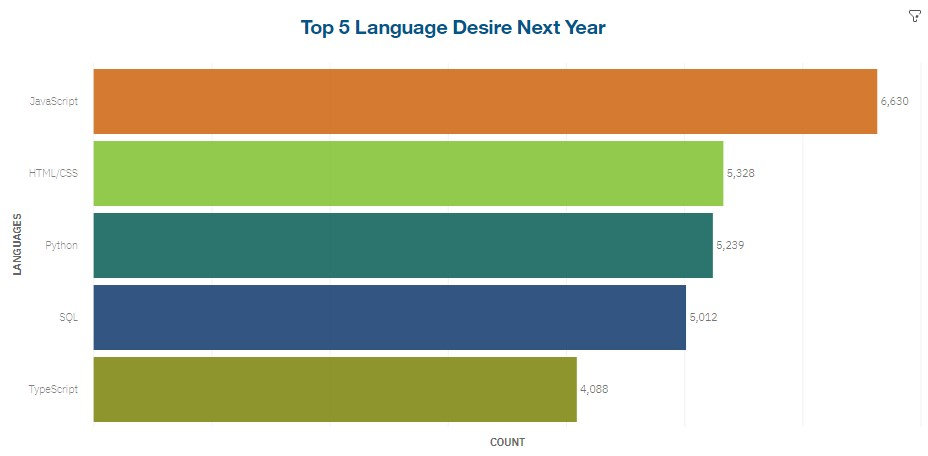 Top 5 Language Desire Next Year
LANGUAGES
JavaScript 6,630
HTML/CSS 5,328
Python 5,239
SQL 5,012
TypeScript 4,088
COUNT